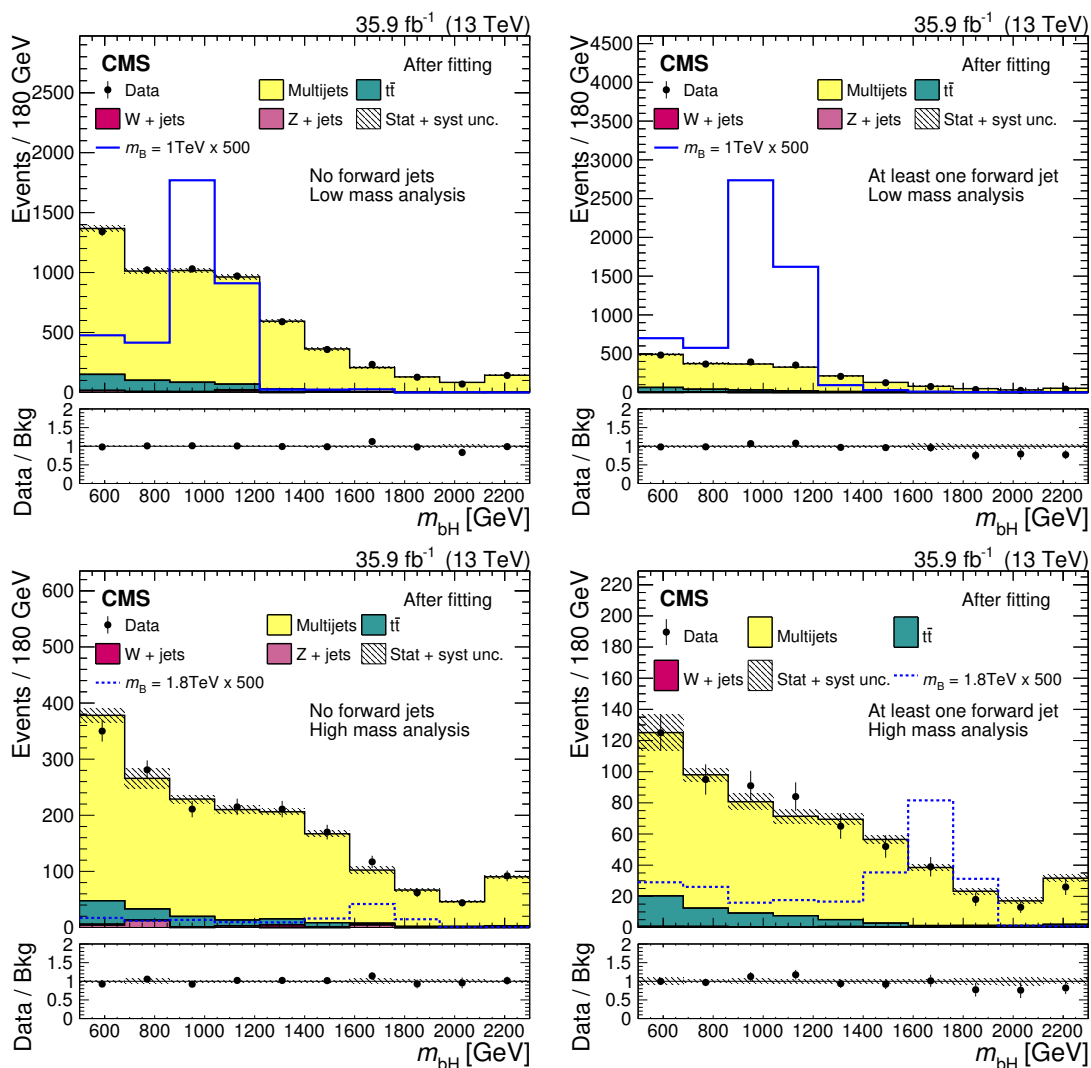 35.9 fb⁻¹ (13 TeV)
Events / 180 GeV
CMS
After fitting
Data
Multijets
tt̄
W + jets
Z + jets
Stat + syst unc.
m_B = 1TeV x 500
No forward jets
Low mass analysis
2500
2000
1500
1000
500
0
Data / Bkg
2
1.5
1
0.5
0
600 800 1000 1200 1400 1600 1800 2000 2200
m_bH [GeV]
35.9 fb⁻¹ (13 TeV)
Events / 180 GeV
CMS
After fitting
Data
Multijets
tt̄
W + jets
Z + jets
Stat + syst unc.
m_B = 1TeV x 500
At least one forward jet
Low mass analysis
4500
4000
3500
3000
2500
2000
1500
1000
500
0
Data / Bkg
2
1.5
1
0.5
0
600 800 1000 1200 1400 1600 1800 2000 2200
m_bH [GeV]
35.9 fb⁻¹ (13 TeV)
Events / 180 GeV
CMS
After fitting
Data
Multijets
tt̄
W + jets
Z + jets
Stat + syst unc.
m_B = 1.8TeV x 500
No forward jets
High mass analysis
600
500
400
300
200
100
0
Data / Bkg
2
1.5
1
0.5
0
600 800 1000 1200 1400 1600 1800 2000 2200
m_bH [GeV]
35.9 fb⁻¹ (13 TeV)
Events / 180 GeV
CMS
After fitting
Data
Multijets
tt̄
W + jets
Stat + syst unc.
m_B = 1.8TeV x 500
At least one forward jet
High mass analysis
220
200
180
160
140
120
100
80
60
40
20
0
Data / Bkg
2
1.5
1
0.5
0
600 800 1000 1200 1400 1600 1800 2000 2200
m_bH [GeV]